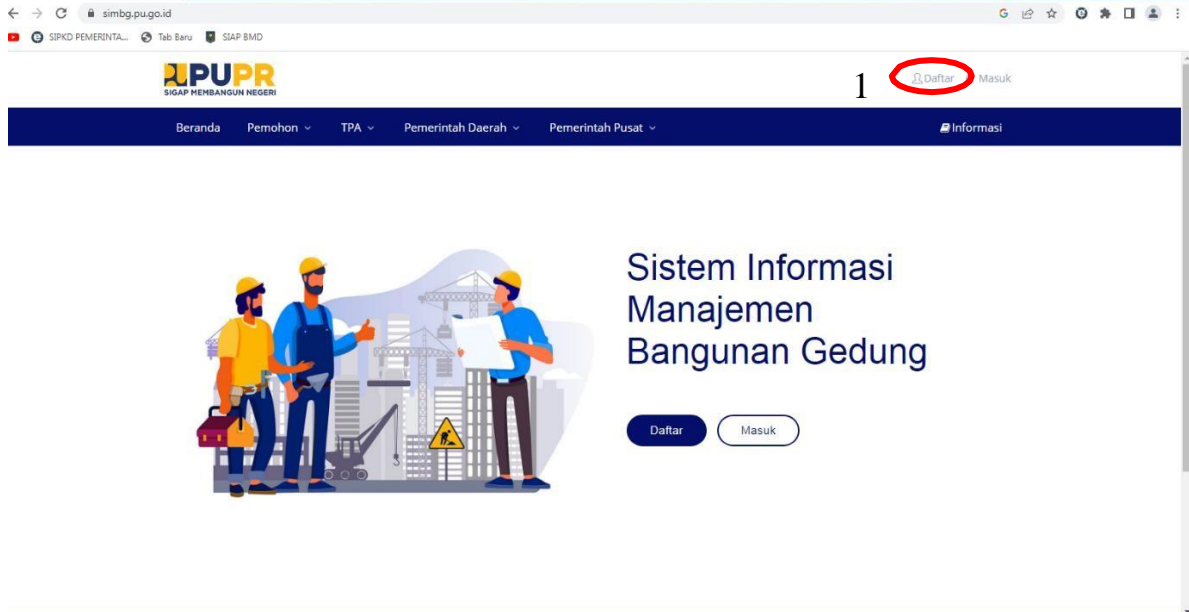 simbg.pu.go.id
SIPKD PEMERINTA... Tab Baru SIAP BMD
PUPR
SIGAP MEMBANGUN NEGERI
1 Daftar Masuk
Beranda Pemohon TPA Pemerintah Daerah Pemerintah Pusat Informasi
Sistem Informasi
Manajemen
Bangunan Gedung
Daftar Masuk